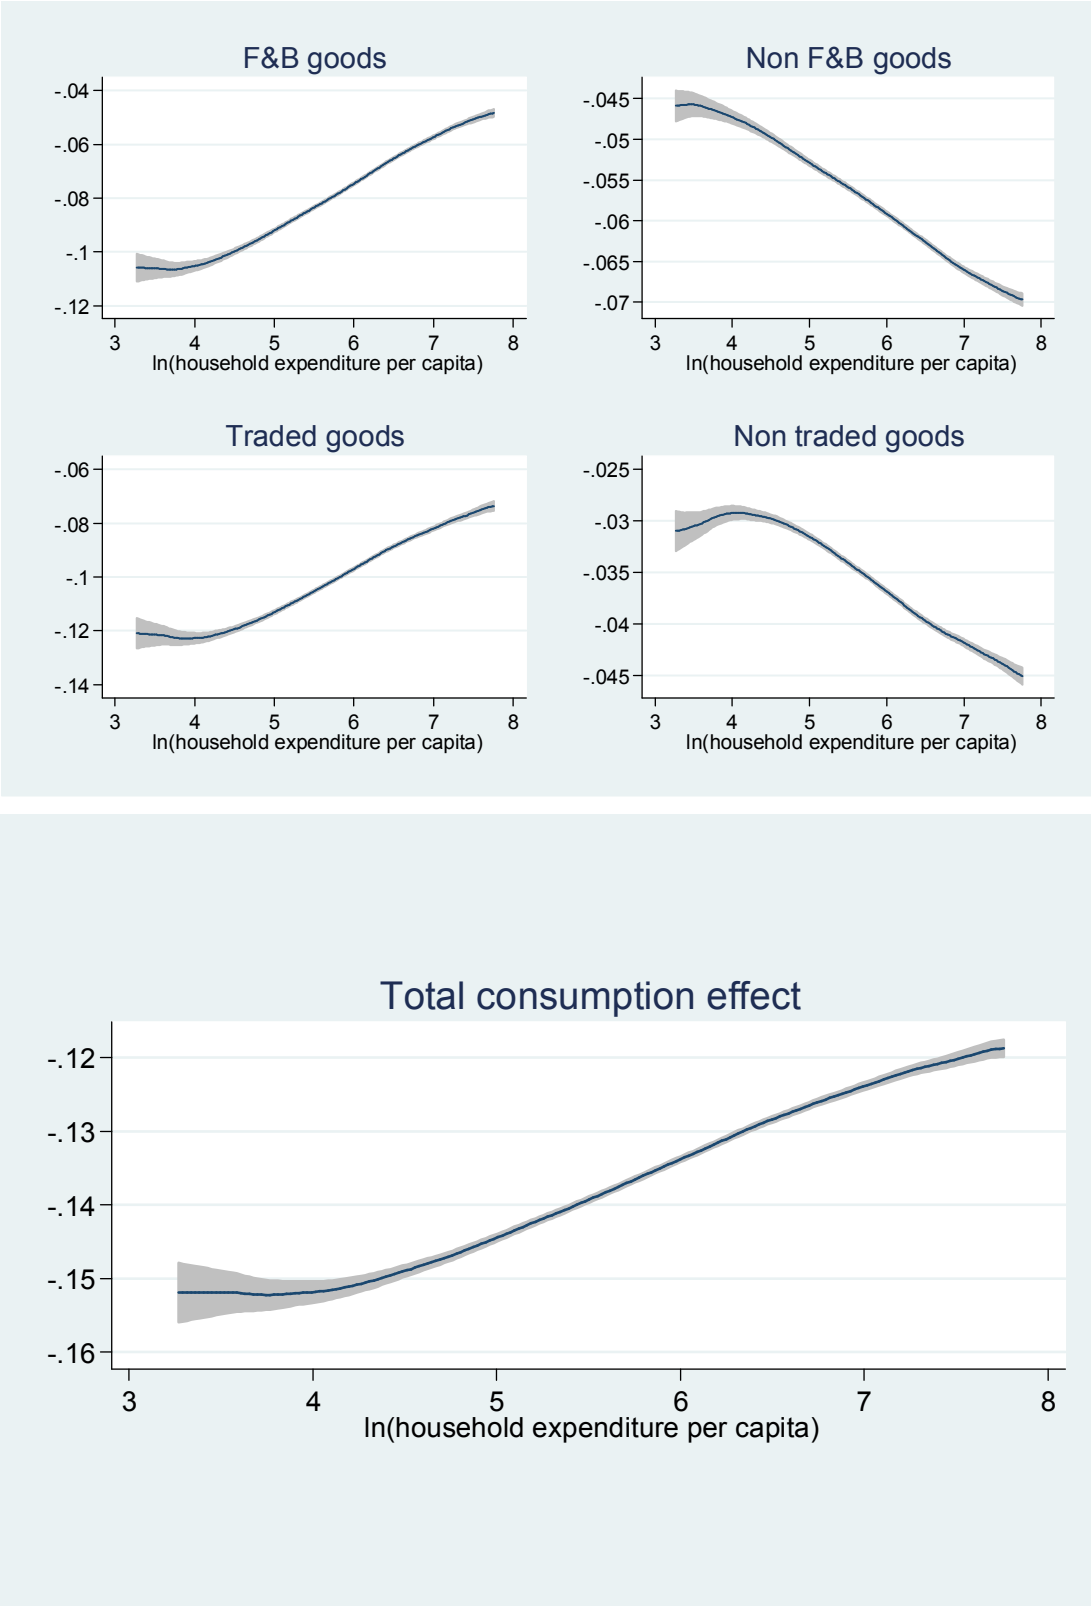 F&B goods
-.04
-.06
-.08
-.1
-.12
3 4 5 6 7 8
ln(household expenditure per capita)
Non F&B goods
-.045
-.05
-.055
-.06
-.065
-.07
3 4 5 6 7 8
ln(household expenditure per capita)
Traded goods
-.06
-.08
-.1
-.12
-.14
3 4 5 6 7 8
ln(household expenditure per capita)
Non traded goods
-.025
-.03
-.035
-.04
-.045
3 4 5 6 7 8
ln(household expenditure per capita)
Total consumption effect
-.12
-.13
-.14
-.15
-.16
3 4 5 6 7 8
ln(household expenditure per capita)